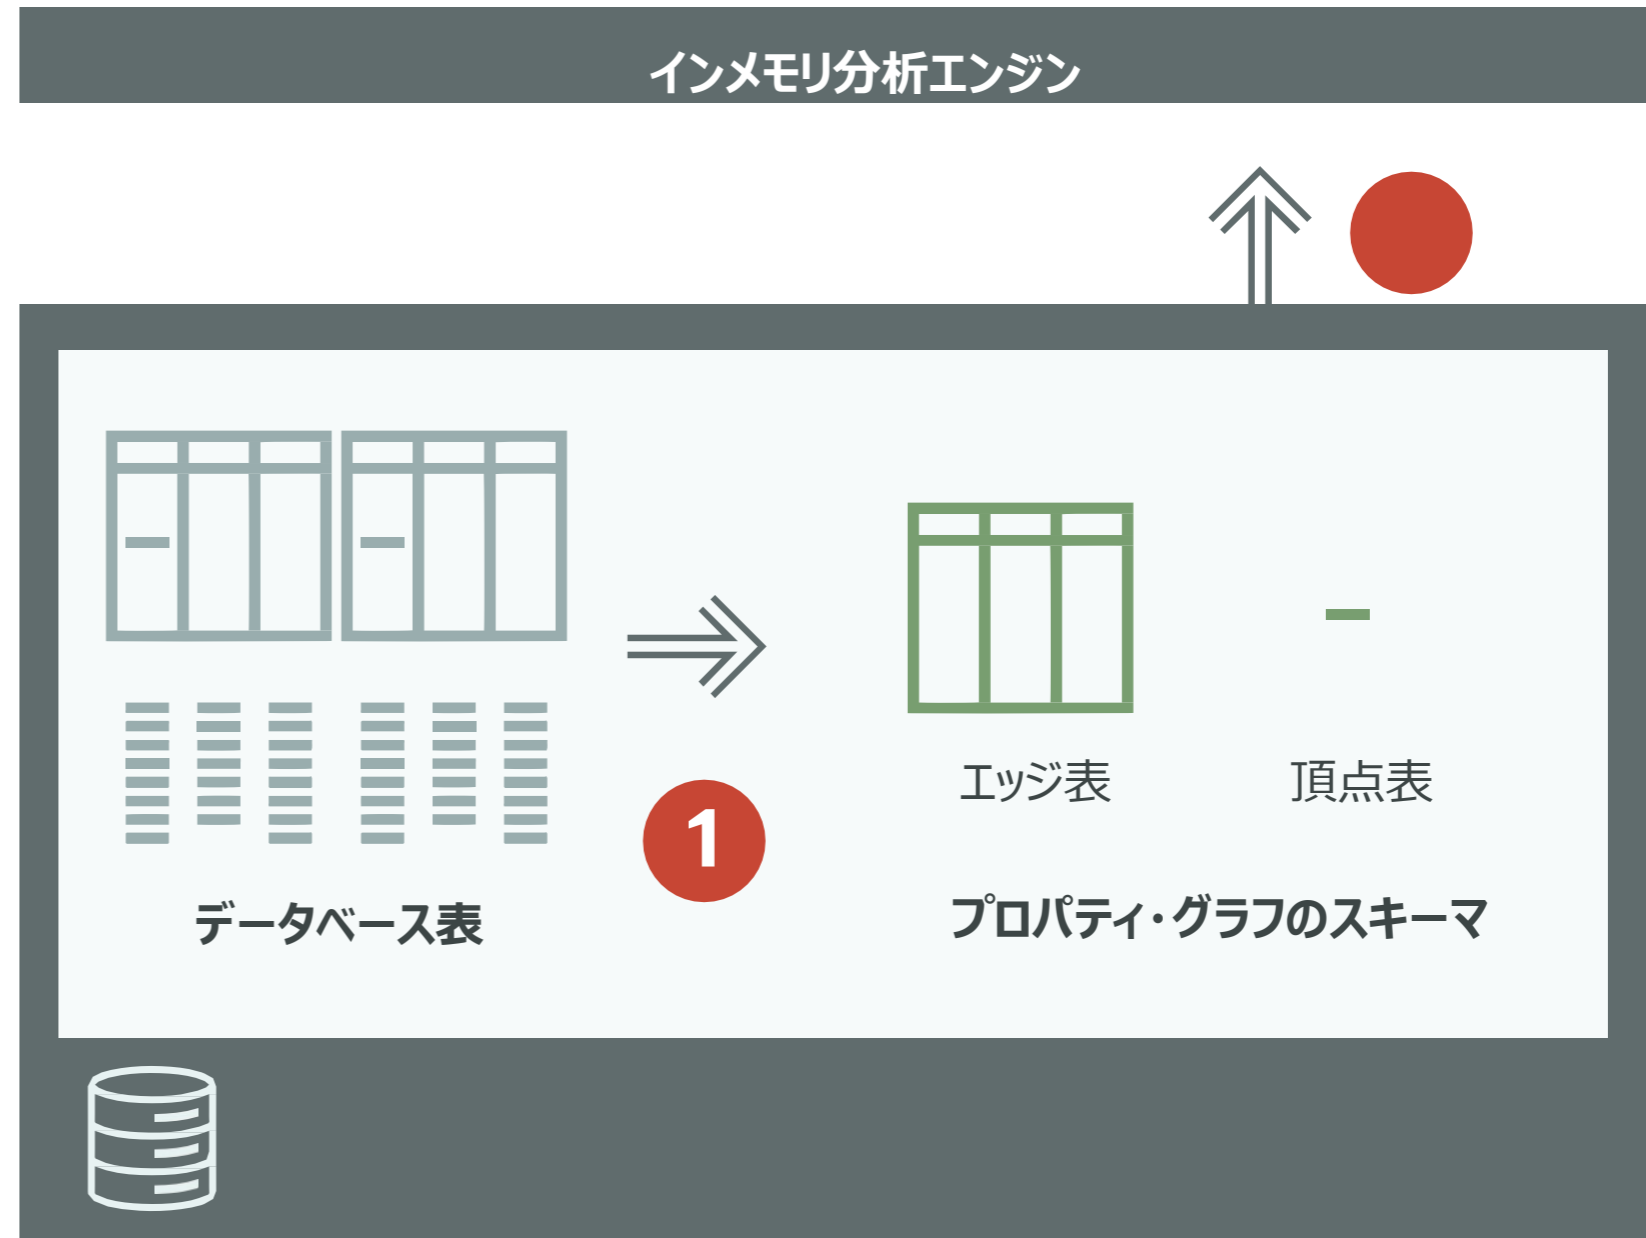 インメモリ分析エンジン
1
エッジ表
頂点表
データベース表
プロパティ・グラフのスキーマ